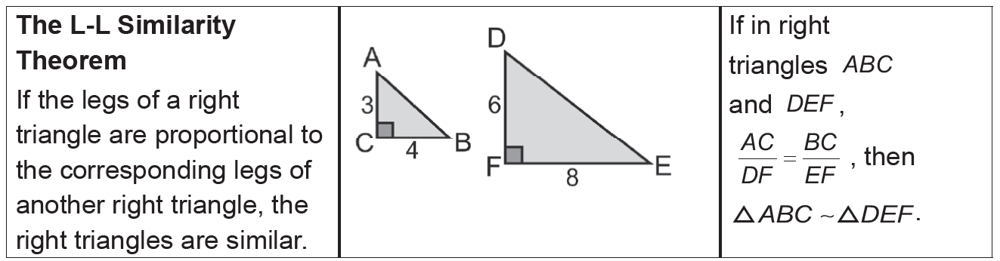 The L-L Similarity
Theorem
If the legs of a right
triangle are proportional to
the corresponding legs of
another right triangle, the
right triangles are similar.
A
3
C
4
B
D
6
F
8
E
If in right
triangles ABC
and DEF,
AC/DF = BC/EF, then
△ABC ~ △DEF.